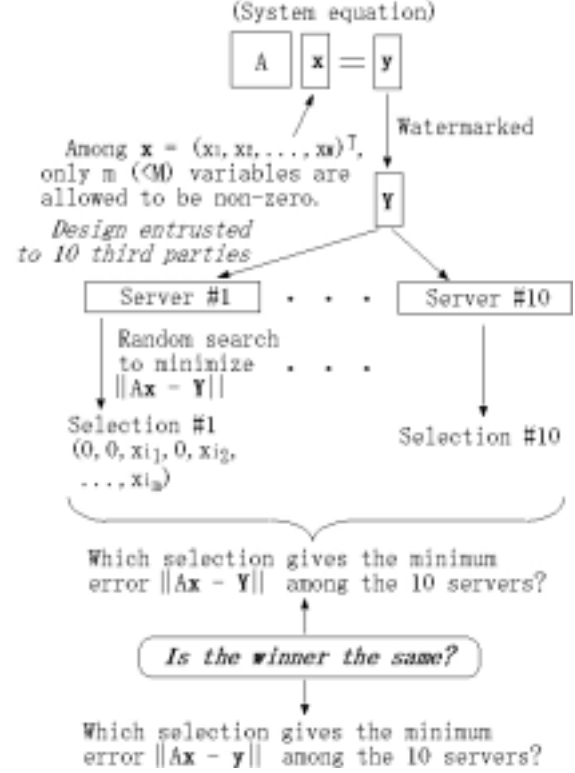 (System equation)
A x = y
Watermarked
Among x = (x1, x2, ..., xM)T,
only m (<M) variables are
allowed to be non-zero.
Y
Design entrusted
to 10 third parties
Server #1 . . . Server #10
Random search
to minimize . . .
||Ax - Y||
Selection #1
(0, 0, xi1, 0, xi2,
..., xim)
Selection #10
Which selection gives the minimum
error ||Ax - Y|| among the 10 servers?
Is the winner the same?
Which selection gives the minimum
error ||Ax - y|| among the 10 servers?